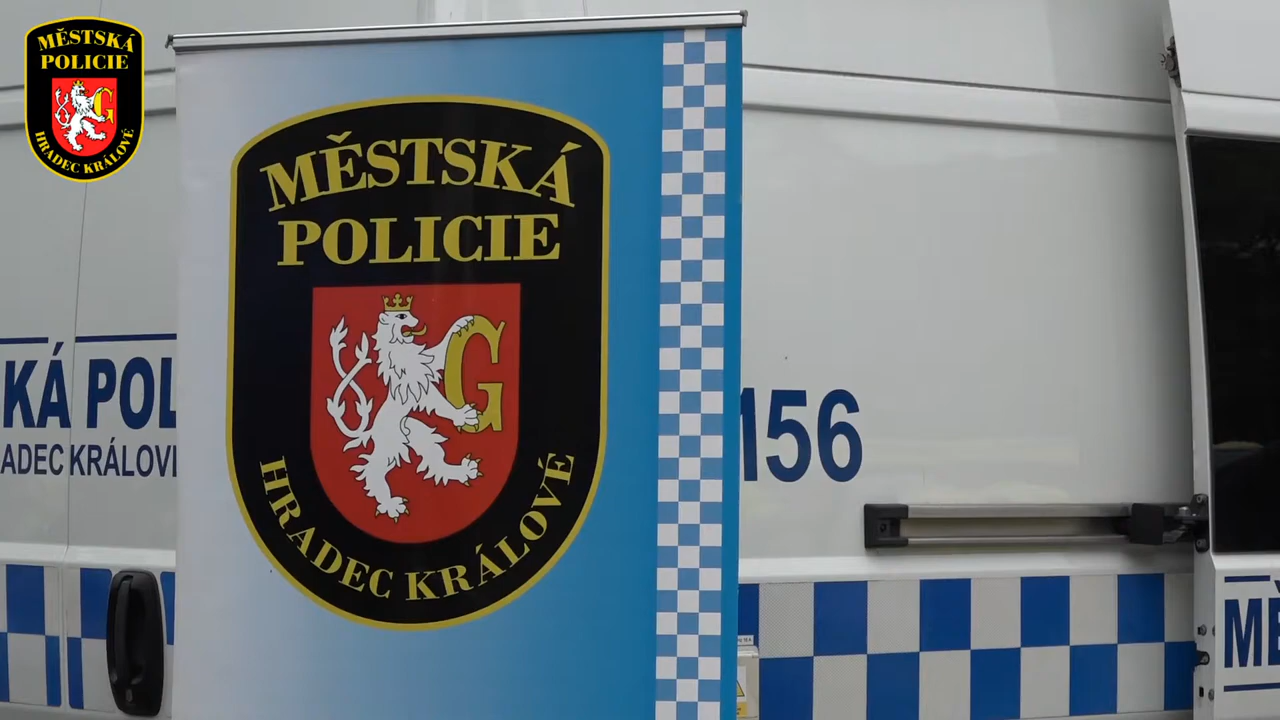 MĚSTSKÁ
POLICIE
HRADEC KRÁLOVÉ
MĚSTSKÁ
POLICIE
G
HRADEC KRÁLOVÉ
KÁ POL
ADEC KRÁLOV
156
MĚ